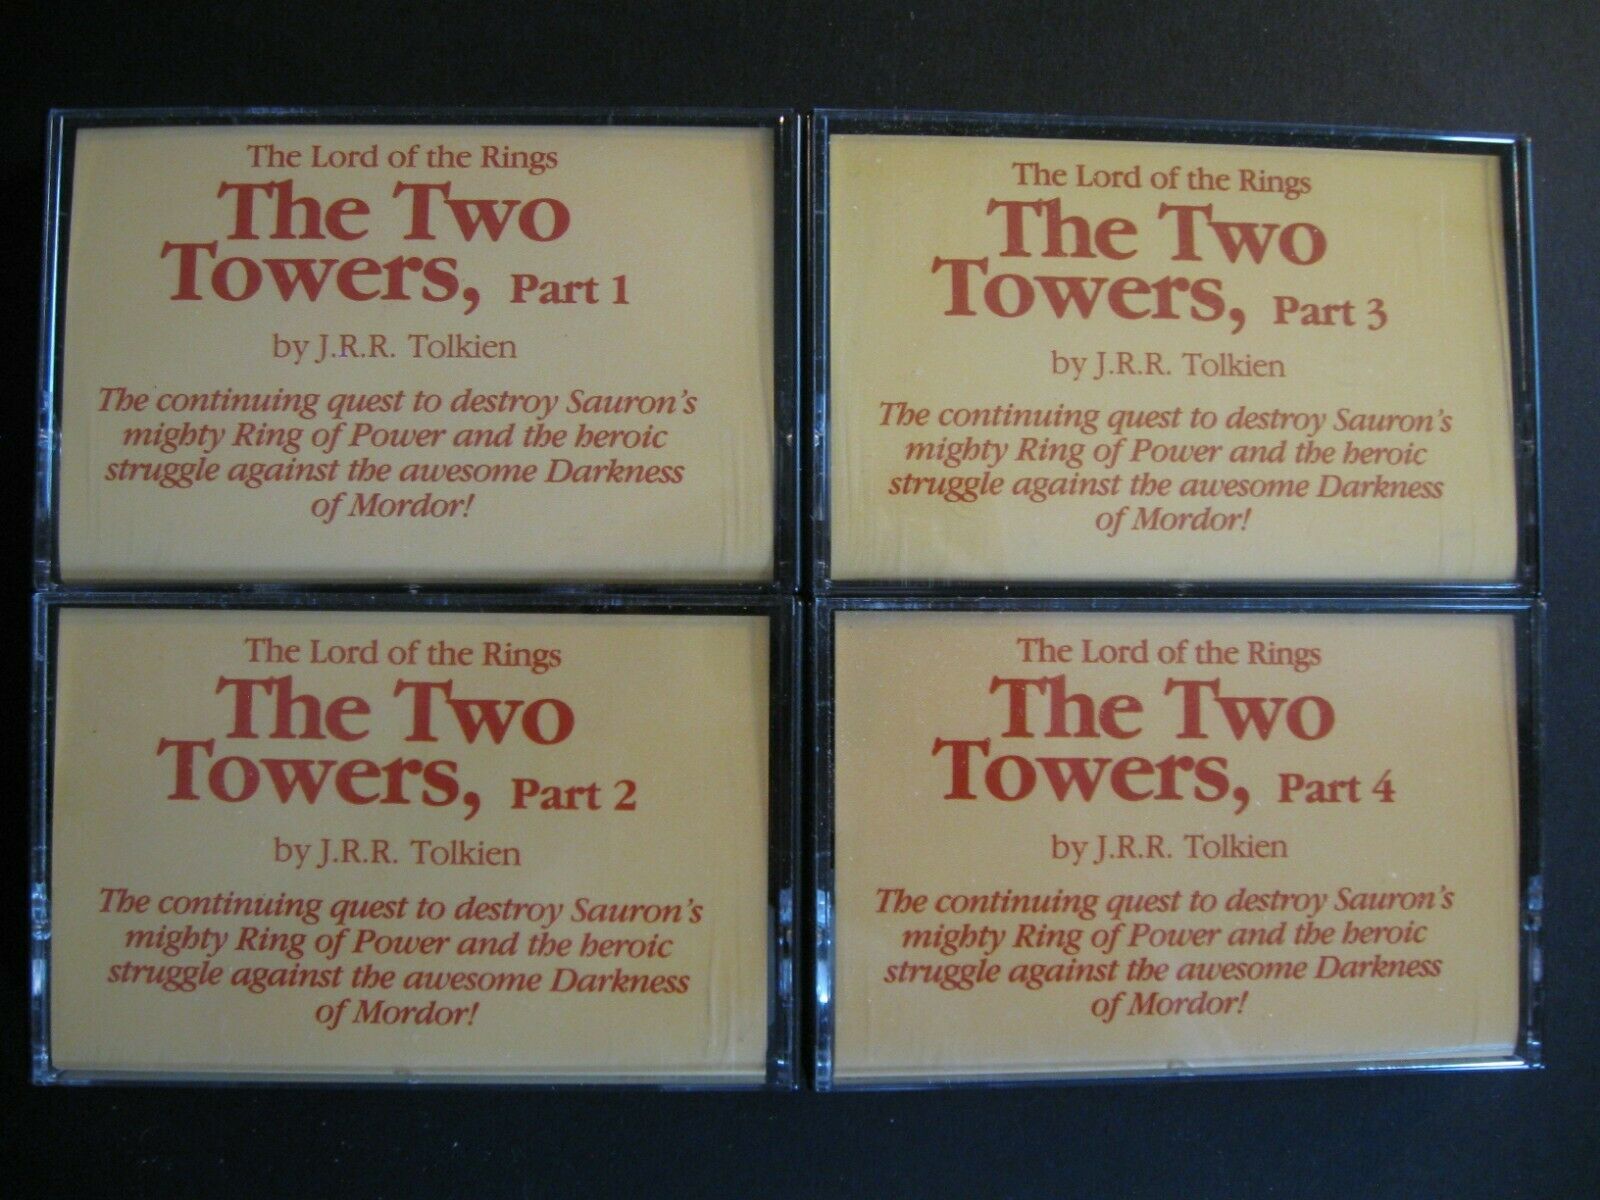 The Lord of the Rings
The Two
Towers, Part 1
by J.R.R. Tolkien
The continuing quest to destroy Sauron's
mighty Ring of Power and the heroic
struggle against the awesome Darkness
of Mordor!
The Lord of the Rings
The Two
Towers, Part 3
by J.R.R. Tolkien
The continuing quest to destroy Sauron's
mighty Ring of Power and the heroic
struggle against the awesome Darkness
of Mordor!
The Lord of the Rings
The Two
Towers, Part 2
by J.R.R. Tolkien
The continuing quest to destroy Sauron's
mighty Ring of Power and the heroic
struggle against the awesome Darkness
of Mordor!
The Lord of the Rings
The Two
Towers, Part 4
by J.R.R. Tolkien
The continuing quest to destroy Sauron's
mighty Ring of Power and the heroic
struggle against the awesome Darkness
of Mordor!